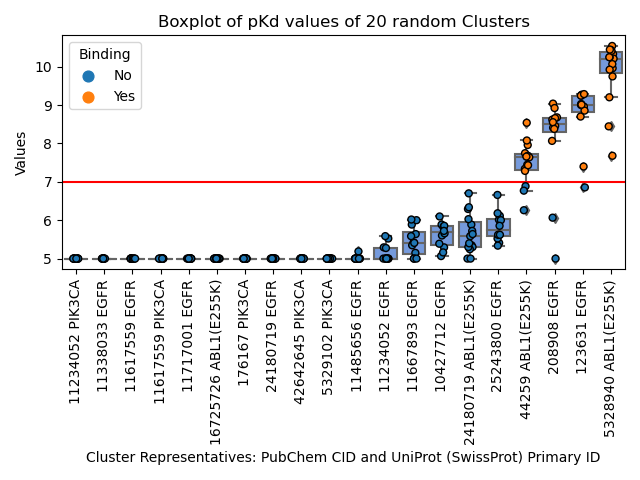 Boxplot of pKd values of 20 random Clusters
Values
10
9
8
7
6
5
Binding
No
Yes
11234052 PIK3CA
11338033 EGFR
11617559 EGFR
11617559 PIK3CA
11717001 EGFR
16725726 ABL1(E255K)
176167 PIK3CA
24180719 EGFR
42642645 PIK3CA
5329102 PIK3CA
11485656 EGFR
11234052 EGFR
11667893 EGFR
10427712 EGFR
24180719 ABL1(E255K)
25243800 EGFR
44259 ABL1(E255K)
208908 EGFR
123631 EGFR
5328940 ABL1(E255K)
Cluster Representatives: PubChem CID and UniProt (SwissProt) Primary ID